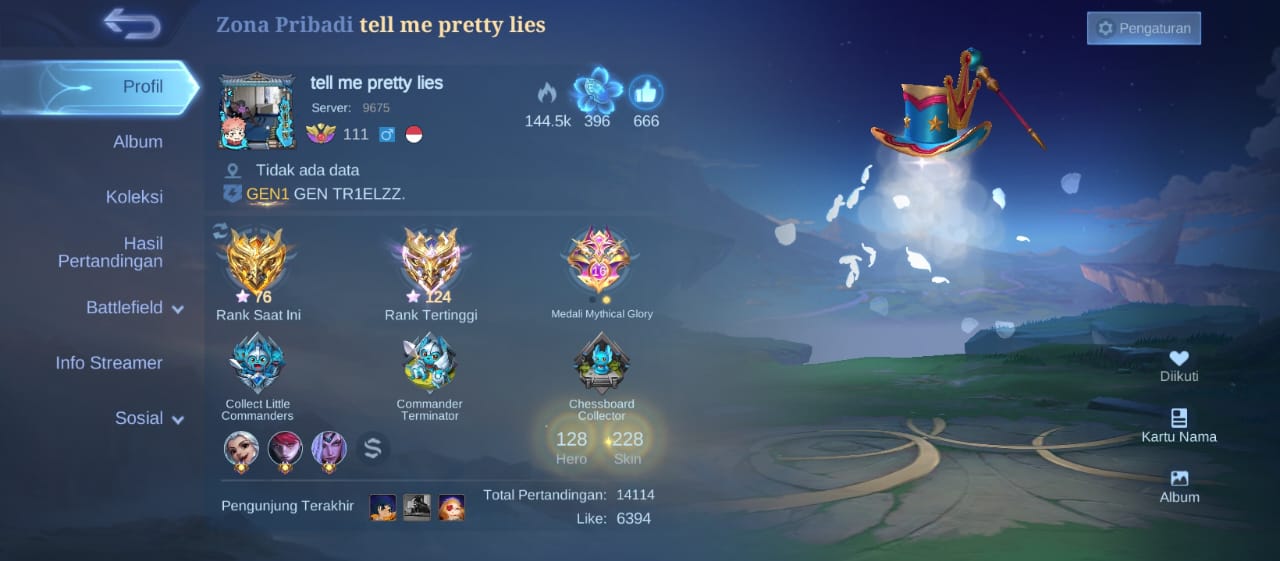 Zona Pribadi tell me pretty lies
Pengaturan
Profil
Album
Koleksi
Hasil
Pertandingan
Battlefield
Info Streamer
Sosial
tell me pretty lies
Server: 9675
111
144.5k 396 666
Tidak ada data
GEN1 GEN TR1ELZZ.
76
Rank Saat Ini
124
Rank Tertinggi
16
Medali Mythical Glory
Collect Little
Commanders
Commander
Terminator
Chessboard
Collector
128
Hero
228
Skin
Pengunjung Terakhir
Total Pertandingan: 14114
Like: 6394
Diikuti
Kartu Nama
Album